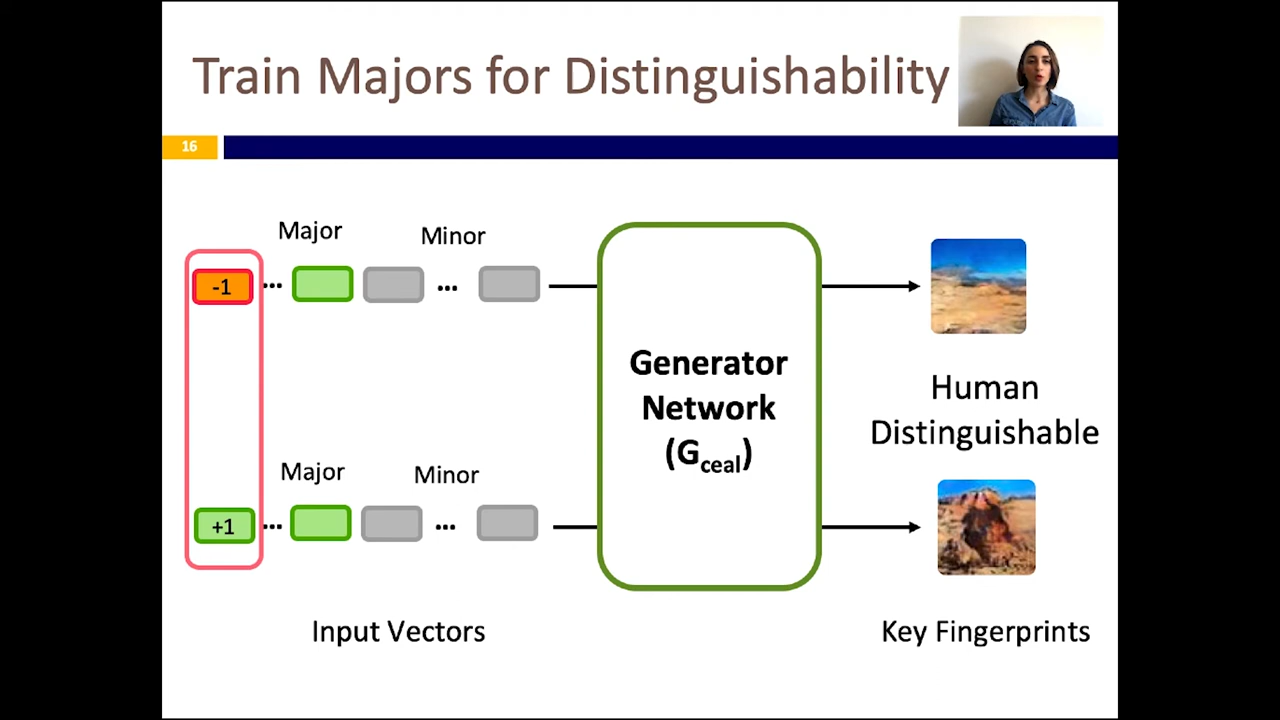 Train Majors for Distinguishability
16
Major
Minor
-1 ... ...
Generator
Network
(Gceal)
Human
Distinguishable
Major
Minor
+1 ... ...
Input Vectors
Key Fingerprints